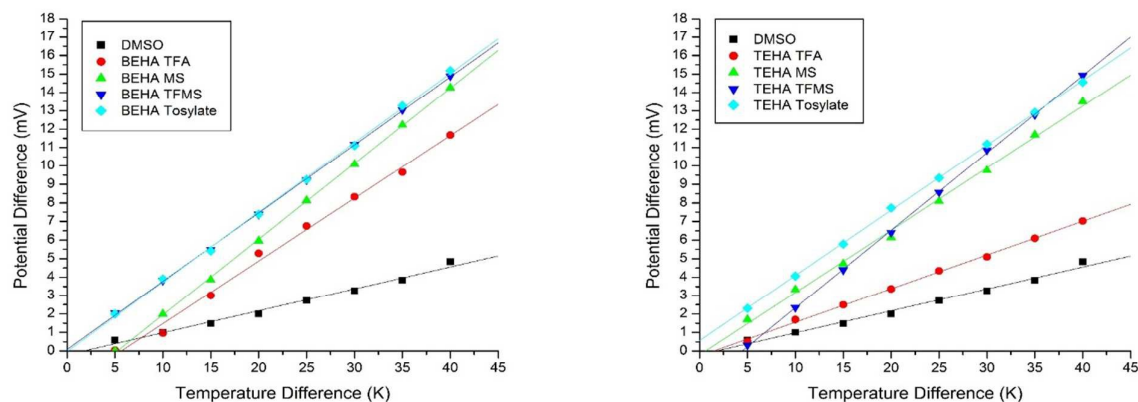 18
17
16
15
14
13
12
11
10
9
8
7
6
5
4
3
2
1
0
Potential Difference (mV)
DMSO
BEHA TFA
BEHA MS
BEHA TFMS
BEHA Tosylate
0 5 10 15 20 25 30 35 40 45
Temperature Difference (K)
18
17
16
15
14
13
12
11
10
9
8
7
6
5
4
3
2
1
0
Potential Difference (mV)
DMSO
TEHA TFA
TEHA MS
TEHA TFMS
TEHA Tosylate
0 5 10 15 20 25 30 35 40 45
Temperature Difference (K)